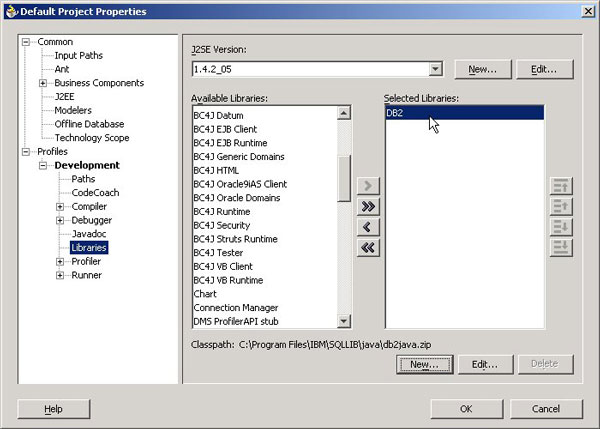 Default Project Properties
Common
Input Paths
Ant
Business Components
J2EE
Modelers
Offline Database
Technology Scope
Profiles
Development
Paths
CodeCoach
Compiler
Debugger
Javadoc
Libraries
Profiler
Runner
J2SE Version:
1.4.2_05
New...
Edit...
Available Libraries:
BC4J Datum
BC4J EJB Client
BC4J EJB Runtime
BC4J Generic Domains
BC4J HTML
BC4J Oracle9iAS Client
BC4J Oracle Domains
BC4J Runtime
BC4J Security
BC4J Struts Runtime
BC4J Tester
BC4J VB Client
BC4J VB Runtime
Chart
Connection Manager
DMS ProfilerAPI stub
Selected Libraries:
DB2
Classpath: C:\Program Files\IBM\SQLLIB\java\db2java.zip
New...
Edit...
Delete
Help
OK
Cancel